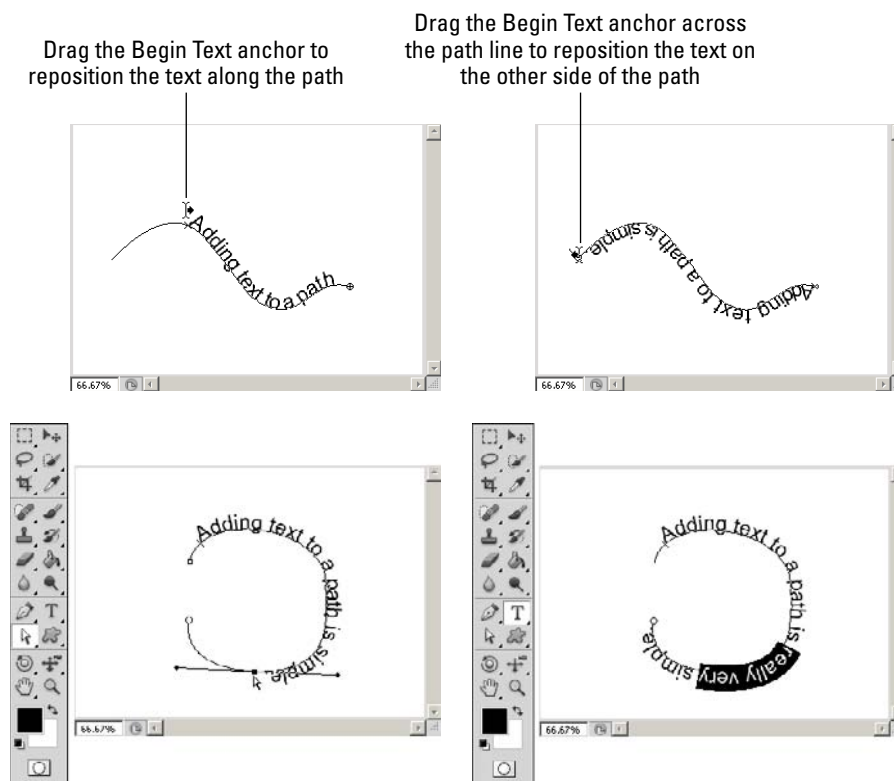 Drag the Begin Text anchor to
reposition the text along the path
Drag the Begin Text anchor across
the path line to reposition the text on
the other side of the path
Adding text to a path
66.67%
Adding text to a path is simple
66.67%
T
Adding text to a path is simple
66.67%
T
Adding text to a path is really very simple
66.67%